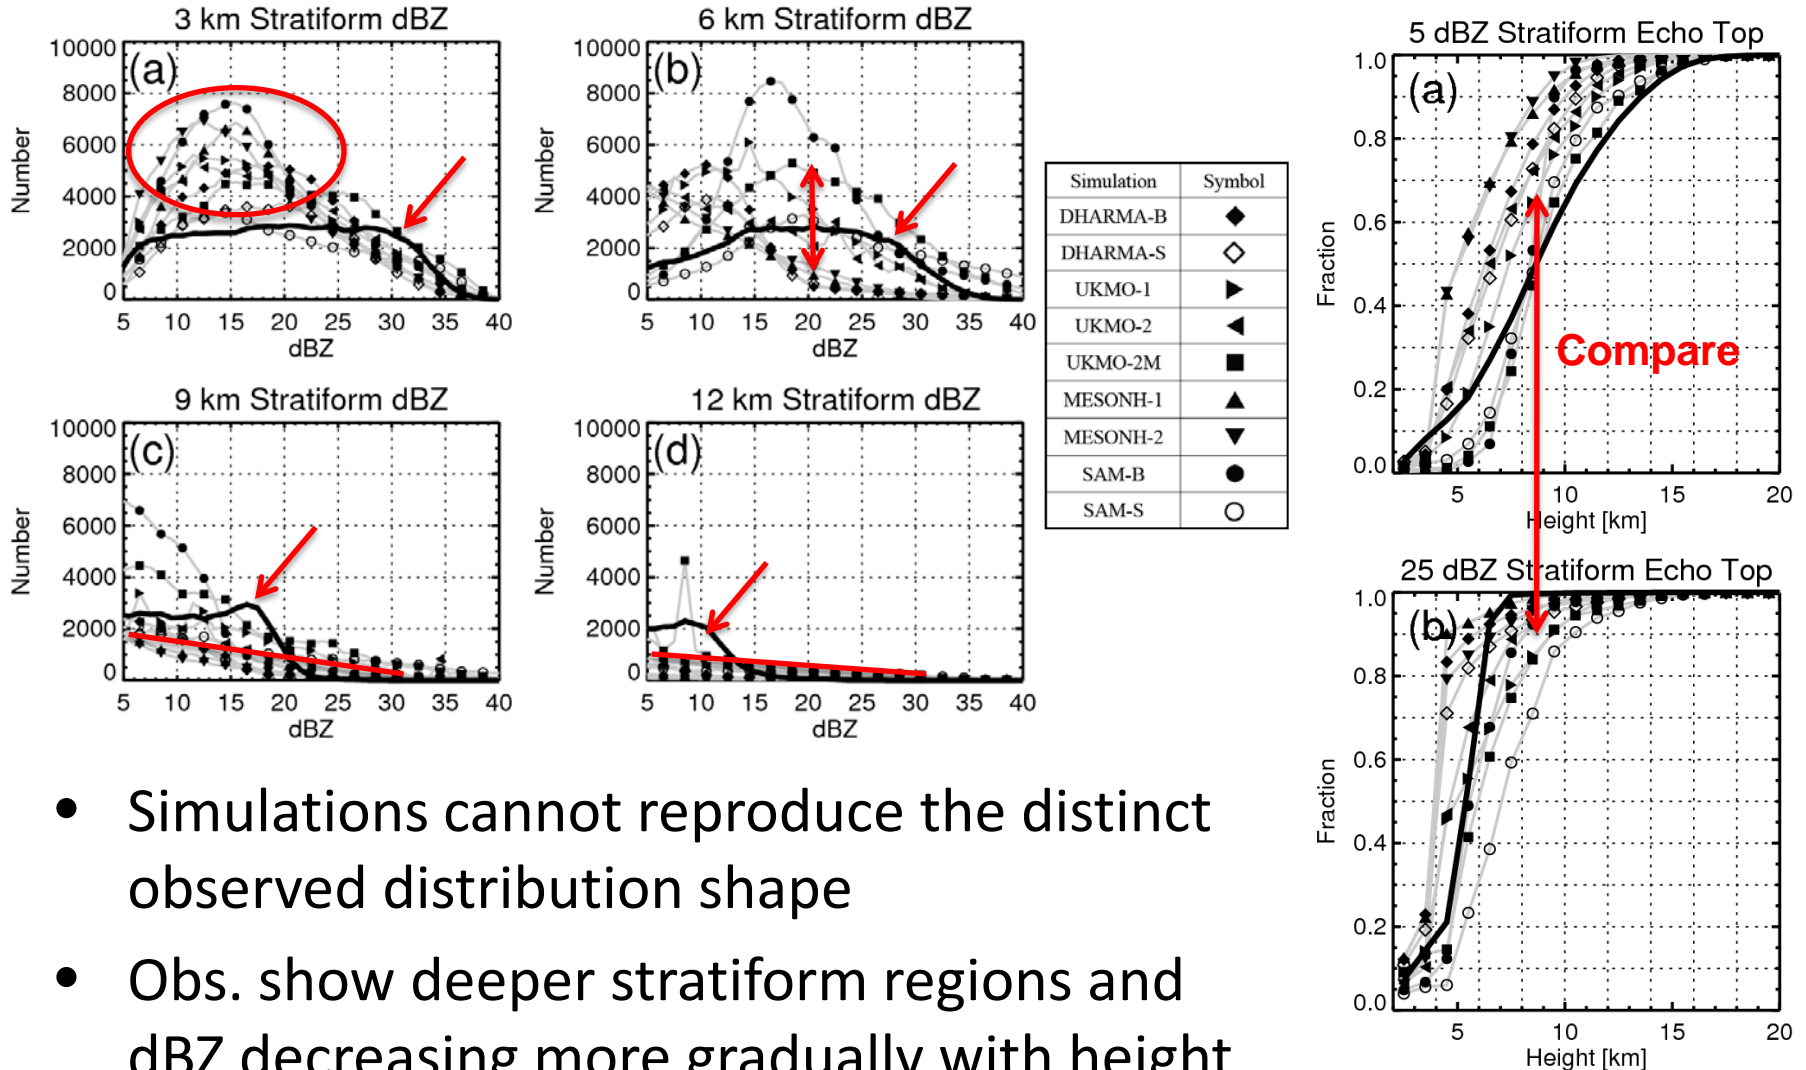 3 km Stratiform dBZ
(a)
10000
8000
6000
4000
2000
0
Number
5 10 15 20 25 30 35 40
dBZ
6 km Stratiform dBZ
(b)
10000
8000
6000
4000
2000
0
Number
5 10 15 20 25 30 35 40
dBZ
9 km Stratiform dBZ
(c)
10000
8000
6000
4000
2000
0
Number
5 10 15 20 25 30 35 40
dBZ
12 km Stratiform dBZ
(d)
10000
8000
6000
4000
2000
0
Number
5 10 15 20 25 30 35 40
dBZ
Simulation Symbol
DHARMA-B
DHARMA-S
UKMO-1
UKMO-2
UKMO-2M
MESONH-1
MESONH-2
SAM-B
SAM-S
5 dBZ Stratiform Echo Top
(a)
1.0
0.8
0.6
0.4
0.2
0.0
Fraction
5 10 15 20
Height [km]
Compare
25 dBZ Stratiform Echo Top
(b)
1.0
0.8
0.6
0.4
0.2
0.0
Fraction
5 10 15 20
Height [km]
• Simulations cannot reproduce the distinct
observed distribution shape
• Obs. show deeper stratiform regions and
dBZ decreasing more gradually with height